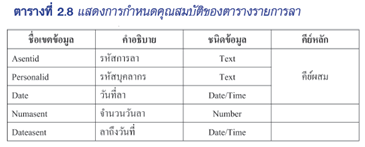 ตารางที่ 2.8 แสดงการกำหนดคุณสมบัติของตารางรายการลา
ชื่อเขตข้อมูล คำอธิบาย ชนิดข้อมูล คีย์หลัก
Asentid รหัสการลา Text คีย์ผสม
Personalid รหัสบุคลากร Text
Date วันที่ลา Date/Time
Numasent จำนวนวันลา Number
Dateasent ลาถึงวันที่ Date/Time